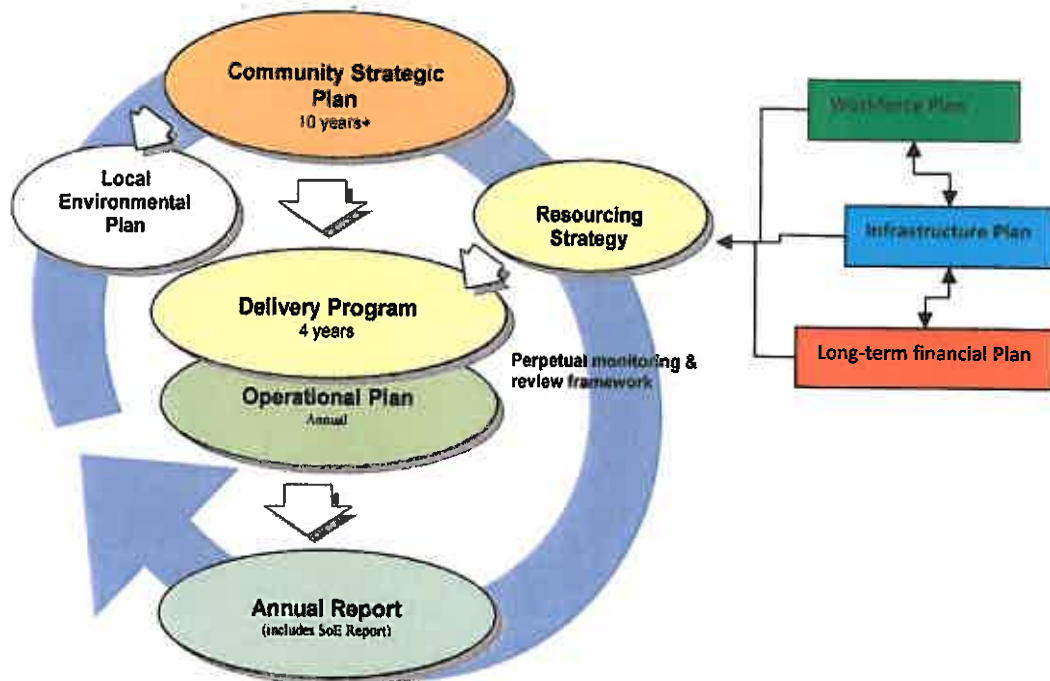 Community Strategic
Plan
10 years+
Local
Environmental
Plan
Resourcing
Strategy
Delivery Program
4 years
Perpetual monitoring &
review framework
Operational Plan
Annual
Annual Report
(includes SoE Report)
Workforce Plan
Infrastructure Plan
Long-term financial Plan